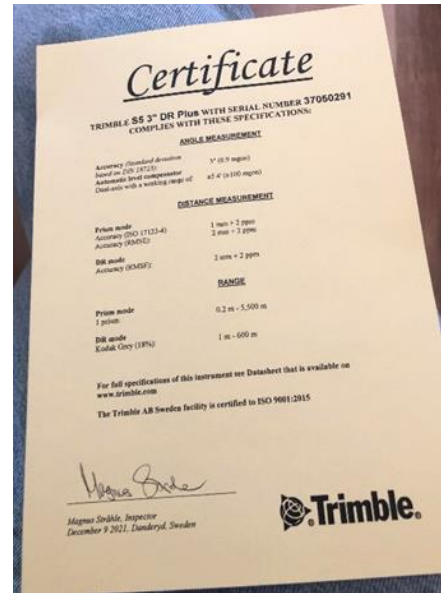 Certificate
TRIMBLE S5 3" DR Plus WITH SERIAL NUMBER 37050291
COMPLIES WITH THESE SPECIFICATIONS:
ANGLE MEASUREMENT
Accuracy (Standard deviation
based on DIN 18723): 3" (0.9 mgon)
Automatic level compensator
Dual-axis with a working range of: ±5.4' (±100 mgon)
DISTANCE MEASUREMENT
Prism mode
Accuracy (ISO 17123-4) 1 mm + 2 ppm
Accuracy (RMSE): 2 mm + 2 ppm
DR mode
Accuracy (RMSE): 2 mm + 2 ppm
RANGE
Prism mode
1 prism: 0.2 m - 5,500 m
DR mode
Kodak Grey (18%): 1 m - 600 m
For full specifications of this instrument see Datasheet that is available on
www.trimble.com
The Trimble AB Sweden facility is certified to ISO 9001:2015
Magnus Ståhle, Inspector
December 9 2021, Danderyd, Sweden
Trimble.